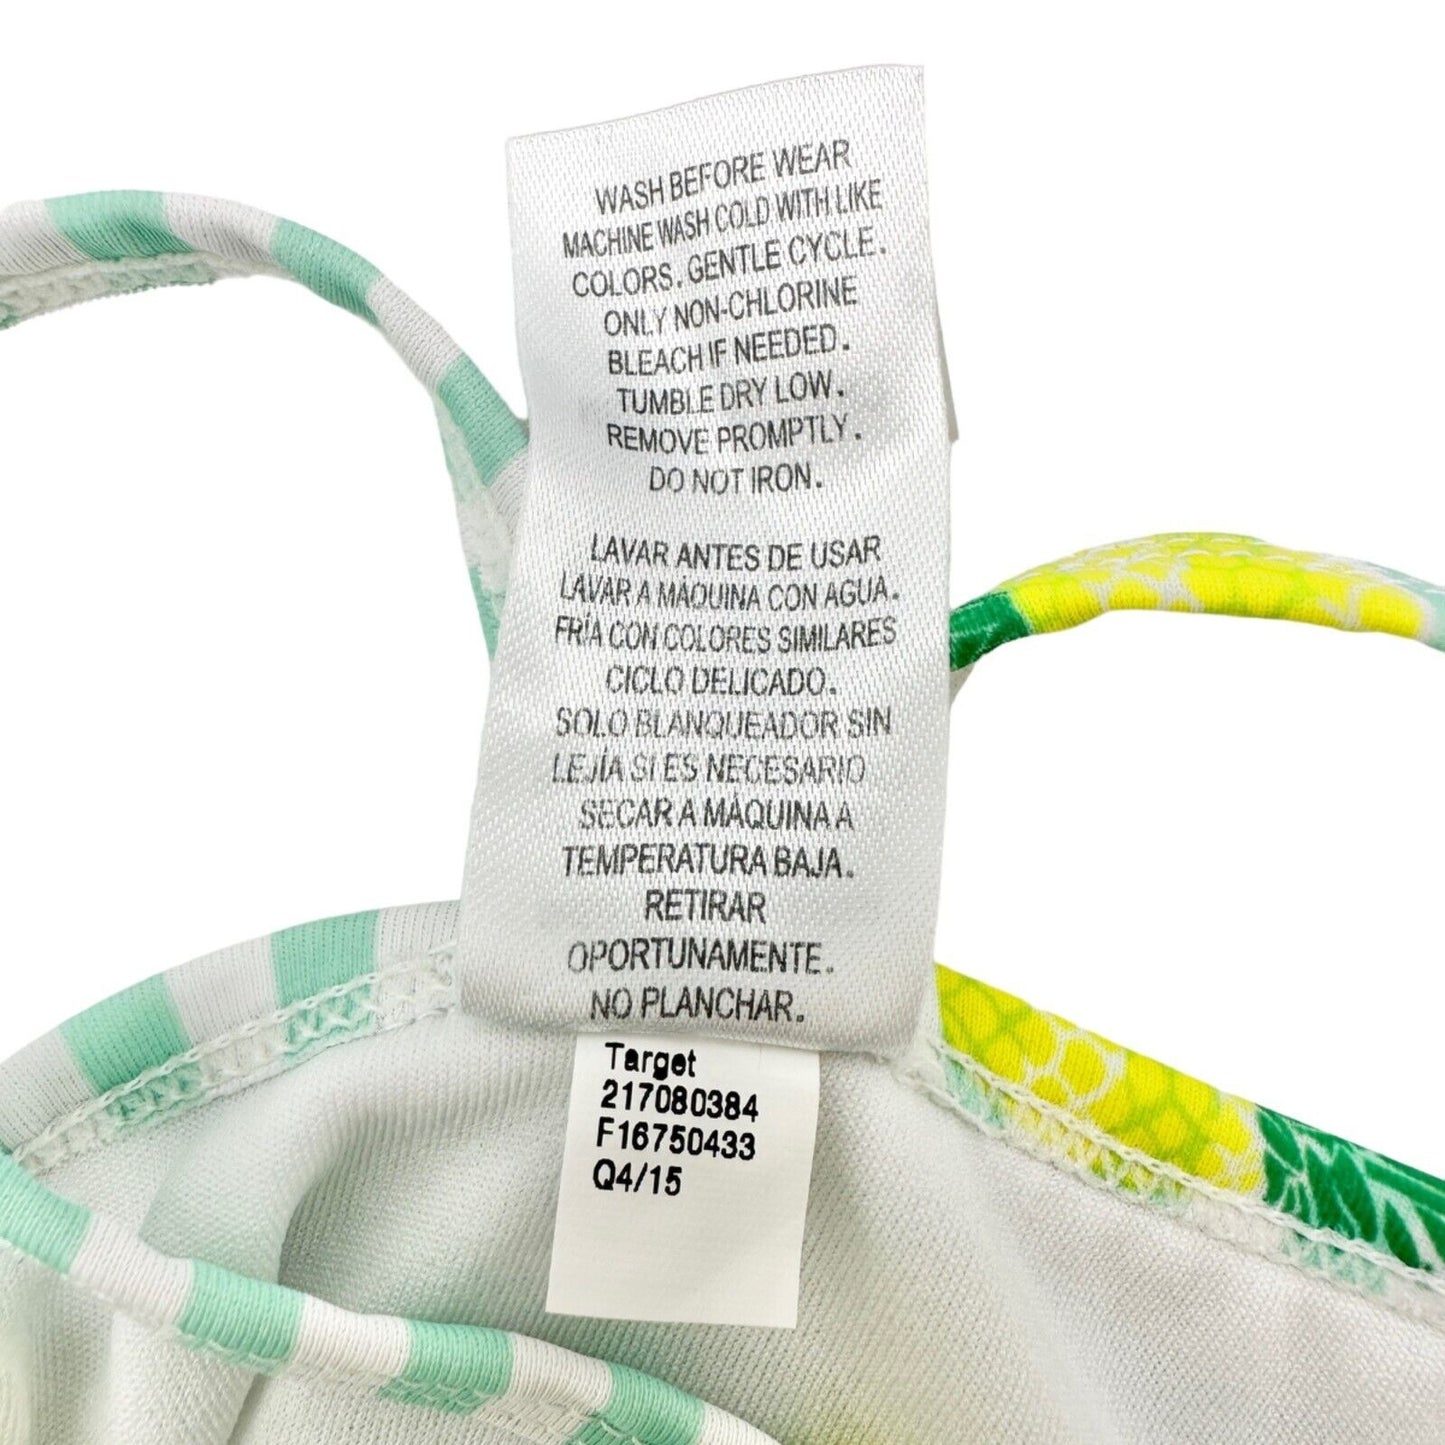 WASH BEFORE WEAR
MACHINE WASH COLD WITH LIKE
COLORS. GENTLE CYCLE.
ONLY NON-CHLORINE
BLEACH IF NEEDED.
TUMBLE DRY LOW.
REMOVE PROMPTLY.
DO NOT IRON.
LAVAR ANTES DE USAR
LAVAR A MÁQUINA CON AGUA.
FRÍA CON COLORES SIMILARES
CICLO DELICADO.
SOLO BLANQUEADOR SIN
LEJÍA SI ES NECESARIO
SECAR A MÁQUINA A
TEMPERATURA BAJA.
RETIRAR
OPORTUNAMENTE.
NO PLANCHAR.
Target
217080384
F16750433
Q4/15